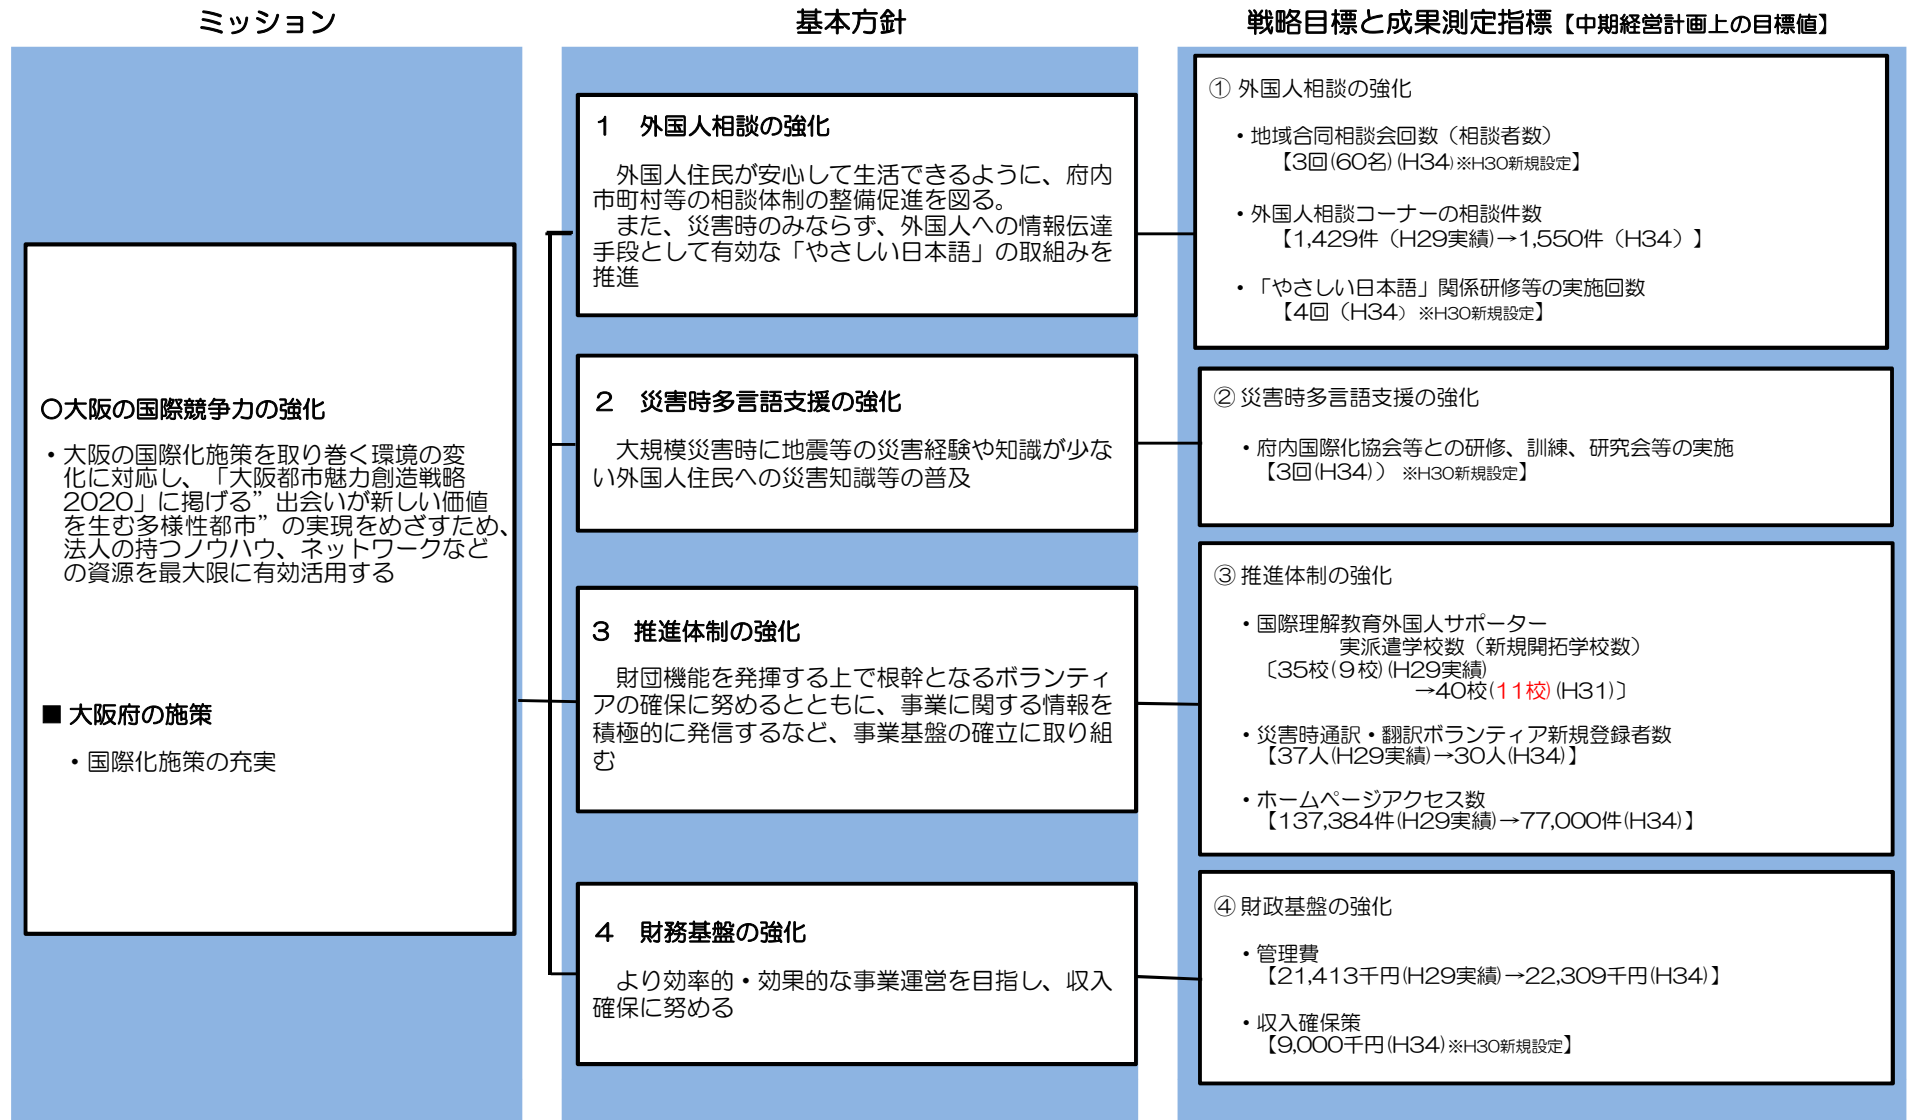 ミッション
基本方針
戦略目標と成果測定指標【中期経営計画上の目標値】
〇大阪の国際競争力の強化
・大阪の国際化施策を取り巻く環境の変
化に対応し、「大阪都市魅力創造戦略
2020」に掲げる”出会いが新しい価値
を生む多様性都市”の実現をめざすため、
法人の持つノウハウ、ネットワークなど
の資源を最大限に有効活用する
■ 大阪府の施策
・国際化施策の充実
１　外国人相談の強化
外国人住民が安心して生活できるように、府内
市町村等の相談体制の整備促進を図る。
また、災害時のみならず、外国人への情報伝達
手段として有効な「やさしい日本語」の取組みを
推進
２　災害時多言語支援の強化
大規模災害時に地震等の災害経験や知識が少な
い外国人住民への災害知識等の普及
３　推進体制の強化
財団機能を発揮する上で根幹となるボランティ
アの確保に努めるとともに、事業に関する情報を
積極的に発信するなど、事業基盤の確立に取り組
む
４　財務基盤の強化
より効率的・効果的な事業運営を目指し、収入
確保に努める
① 外国人相談の強化
・地域合同相談会回数（相談者数）
【3回(60名)(H34)※H30新規設定】
・外国人相談コーナーの相談件数
【1,429件（H29実績)→1,550件（H34）】
・「やさしい日本語」関係研修等の実施回数
【4回（H34） ※H30新規設定】
② 災害時多言語支援の強化
・府内国際化協会等との研修、訓練、研究会等の実施
【3回(H34)） ※H30新規設定】
③ 推進体制の強化
・国際理解教育外国人サポーター
実派遣学校数（新規開拓学校数）
〔35校(９校)(H29実績)
→40校(11校)(H31)〕
・災害時通訳・翻訳ボランティア新規登録者数
【37人(H29実績)→30人(H34)】
・ホームページアクセス数
【137,384件(H29実績)→77,000件(H34)】
④ 財政基盤の強化
・管理費
【21,413千円(H29実績)→22,309千円(H34)】
・収入確保策
【9,000千円(H34)※H30新規設定】